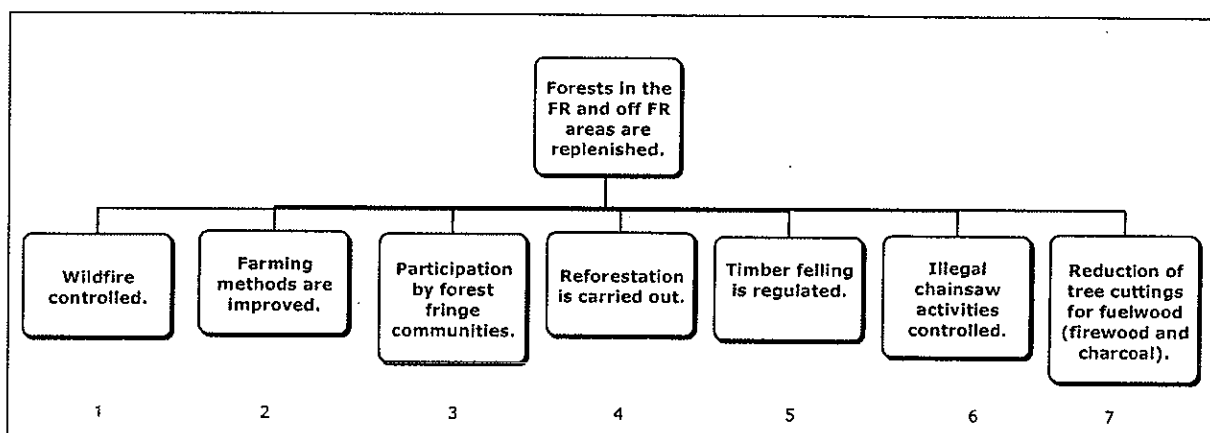 Forests in the
FR and off FR
areas are
replenished.
Wildfire
controlled.
Farming
methods are
improved.
Participation
by forest
fringe
communities.
Reforestation
is carried out.
Timber felling
is regulated.
Illegal
chainsaw
activities
controlled.
Reduction of
tree cuttings
for fuelwood
(firewood and
charcoal).
1
2
3
4
5
6
7